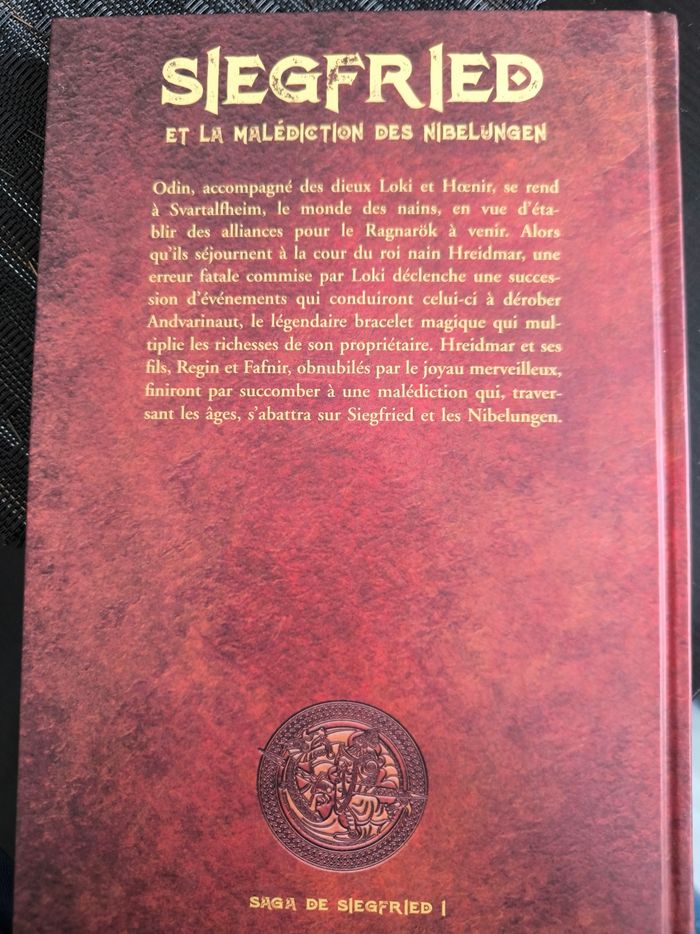 SIEGFRIED
ET LA MALÉDICTION DES NIBELUNGEN
Odin, accompagné des dieux Loki et Hœnir, se rend
à Svartalfheim, le monde des nains, en vue d'éta-
blir des alliances pour le Ragnarök à venir. Alors
qu'ils séjournent à la cour du roi nain Hreidmar, une
erreur fatale commise par Loki déclenche une succes-
sion d'événements qui conduiront celui-ci à dérober
Andvarinaut, le légendaire bracelet magique qui mul-
tiplie les richesses de son propriétaire. Hreidmar et ses
fils, Regin et Fafnir, obnubilés par le joyau merveilleux,
finiront par succomber à une malédiction qui, traver-
sant les âges, s'abattra sur Siegfried et les Nibelungen.
SAGA DE SIEGFRIED I